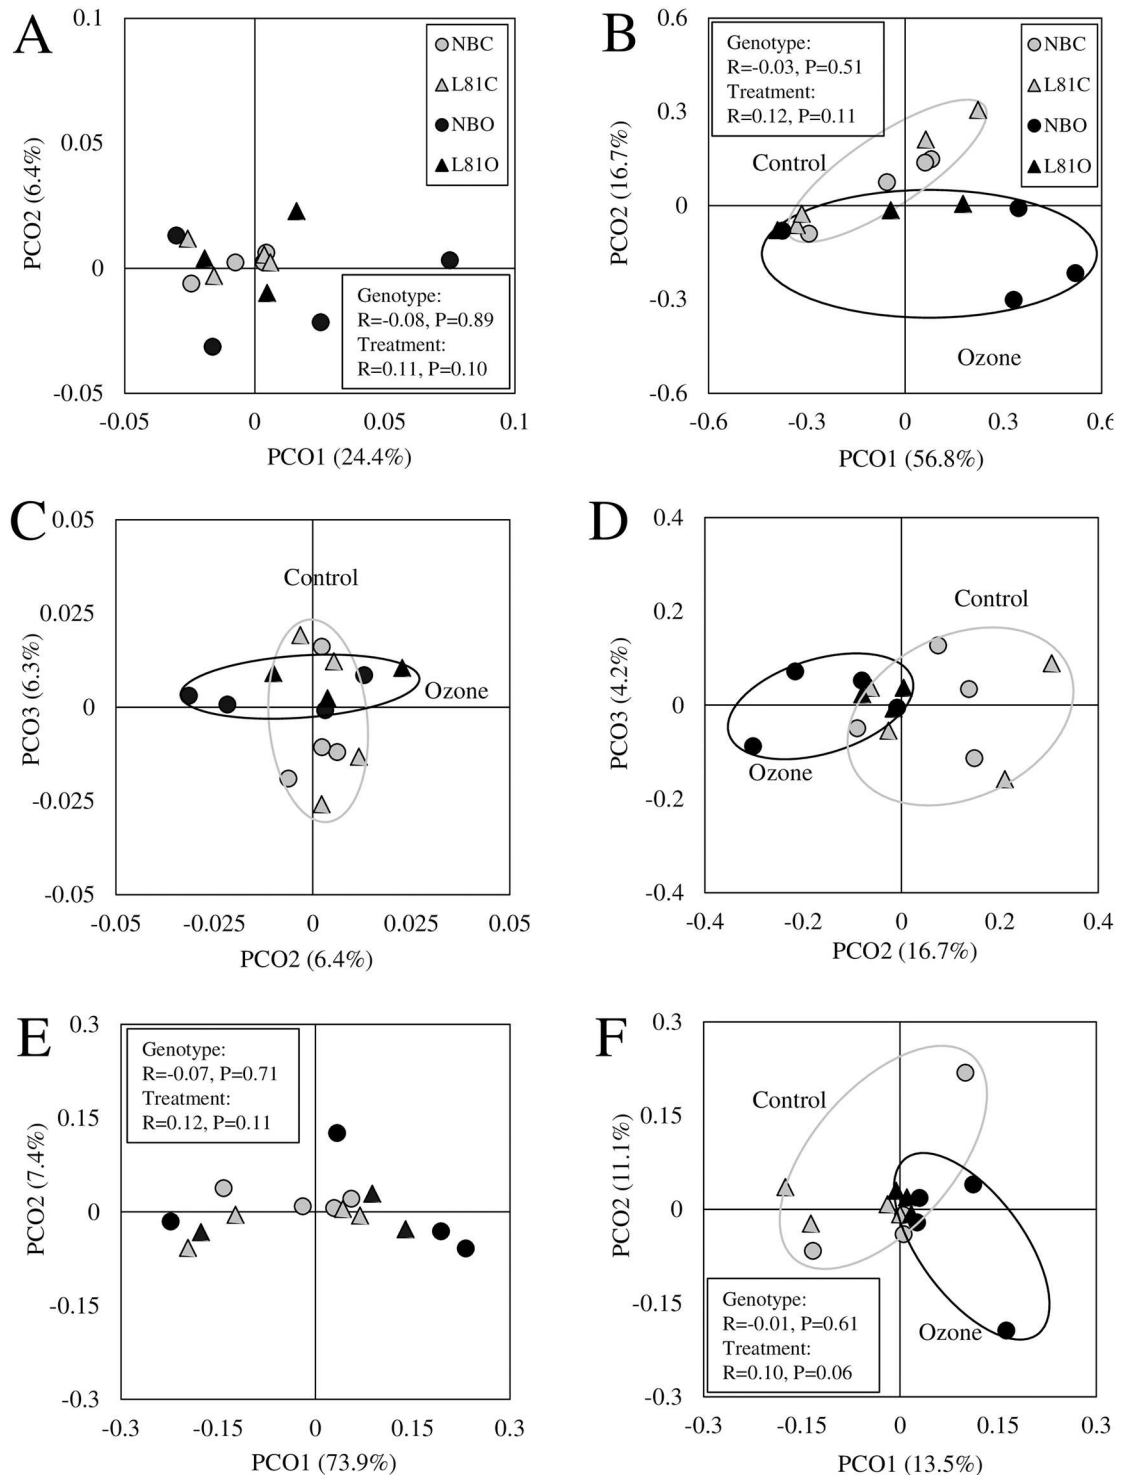 A
0.1
0.05
0
-0.05
PCO2 (6.4%)
NBC
L81C
NBO
L81O
Genotype:
R=-0.08, P=0.89
Treatment:
R=0.11, P=0.10
-0.05
0
0.05
0.1
PCO1 (24.4%)
B
0.6
0.3
0
-0.3
-0.6
PCO2 (16.7%)
Genotype:
R=-0.03, P=0.51
Treatment:
R=0.12, P=0.11
NBC
L81C
NBO
L81O
Control
Ozone
-0.6
-0.3
0
0.3
0.6
PCO1 (56.8%)
C
0.05
0.025
0
-0.025
-0.05
PCO3 (6.3%)
Control
Ozone
-0.05
-0.025
0
0.025
0.05
PCO2 (6.4%)
D
0.4
0.2
0
-0.2
-0.4
PCO3 (4.2%)
Control
Ozone
-0.4
-0.2
0
0.2
0.4
PCO2 (16.7%)
E
0.3
0.15
0
-0.15
-0.3
PCO2 (7.4%)
Genotype:
R=-0.07, P=0.71
Treatment:
R=0.12, P=0.11
-0.3
-0.15
0
0.15
0.3
PCO1 (73.9%)
F
0.3
0.15
0
-0.15
-0.3
PCO2 (11.1%)
Control
Ozone
Genotype:
R=-0.01, P=0.61
Treatment:
R=0.10, P=0.06
-0.3
-0.15
0
0.15
0.3
PCO1 (13.5%)